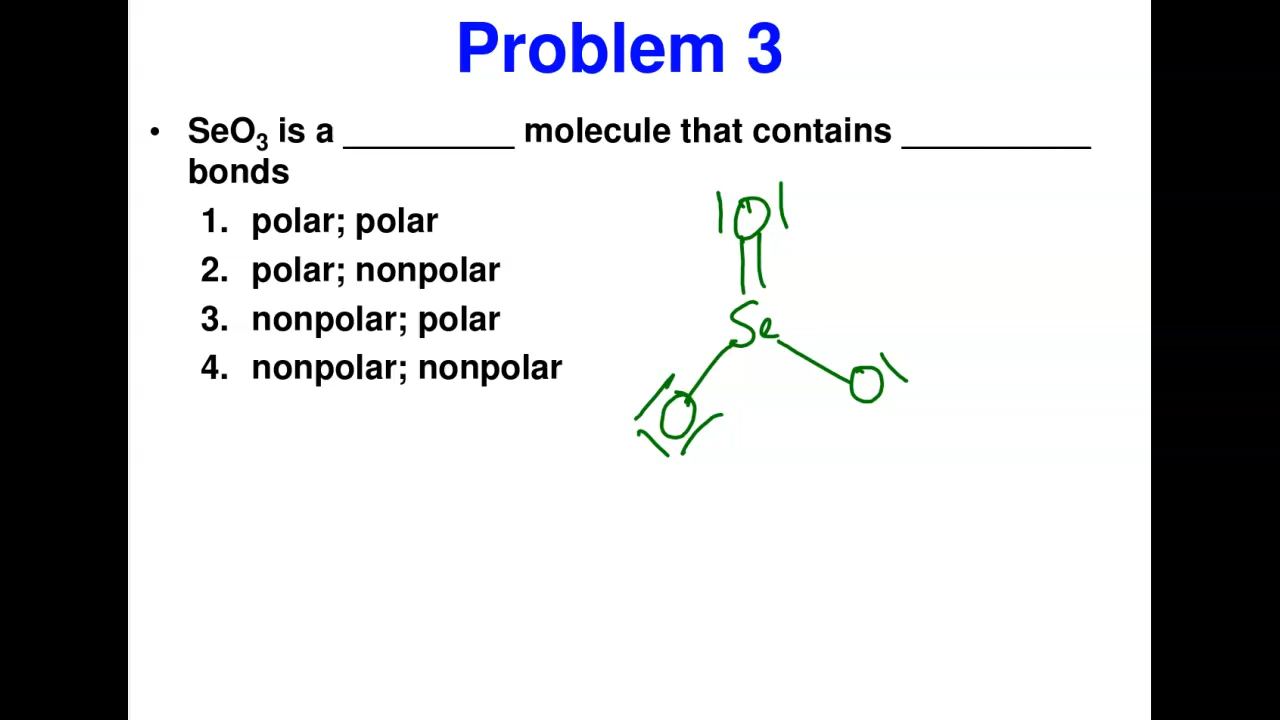 Problem 3
• SeO₃ is a _________ molecule that contains __________
bonds
1. polar; polar
2. polar; nonpolar
3. nonpolar; polar
4. nonpolar; nonpolar
O
Se
O
O